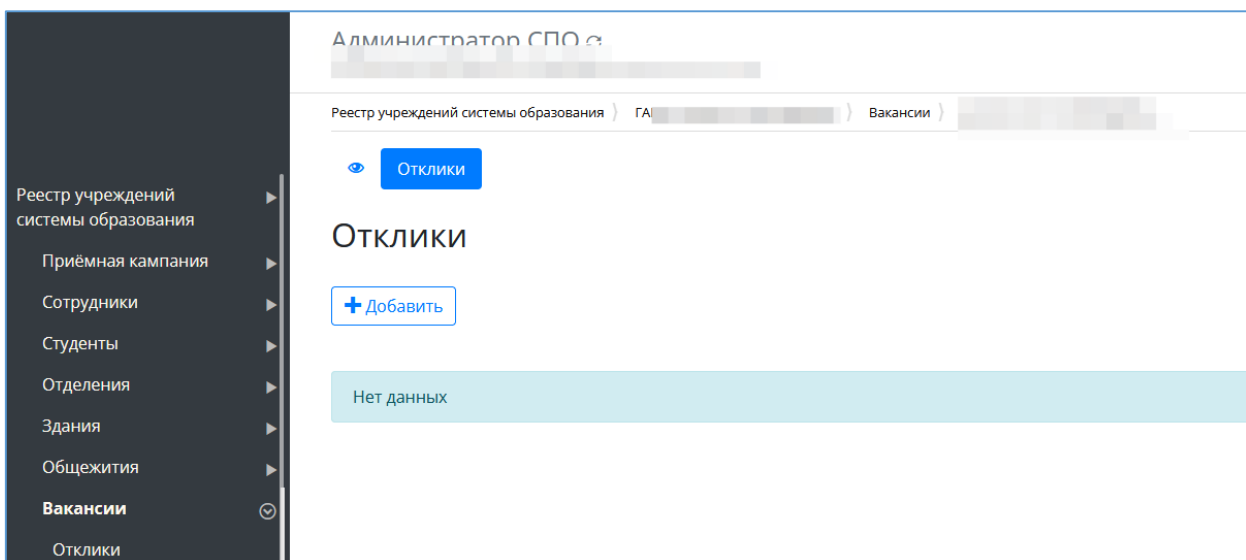 Администратор СПО
Реестр учреждений системы образования
Вакансии
Отклики
Реестр учреждений
системы образования
Приёмная кампания
Сотрудники
Студенты
Отделения
Здания
Общежития
Вакансии
Отклики
Отклики
Добавить
Нет данных